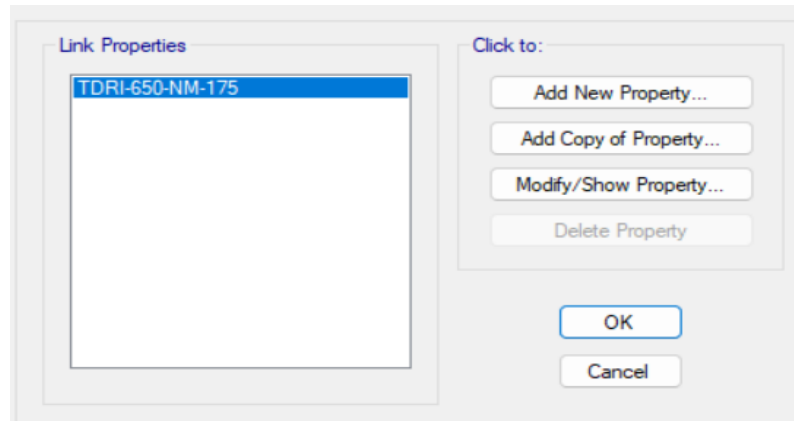 Link Properties
TDRI-650-NM-175
Click to:
Add New Property...
Add Copy of Property...
Modify/Show Property...
Delete Property
OK
Cancel